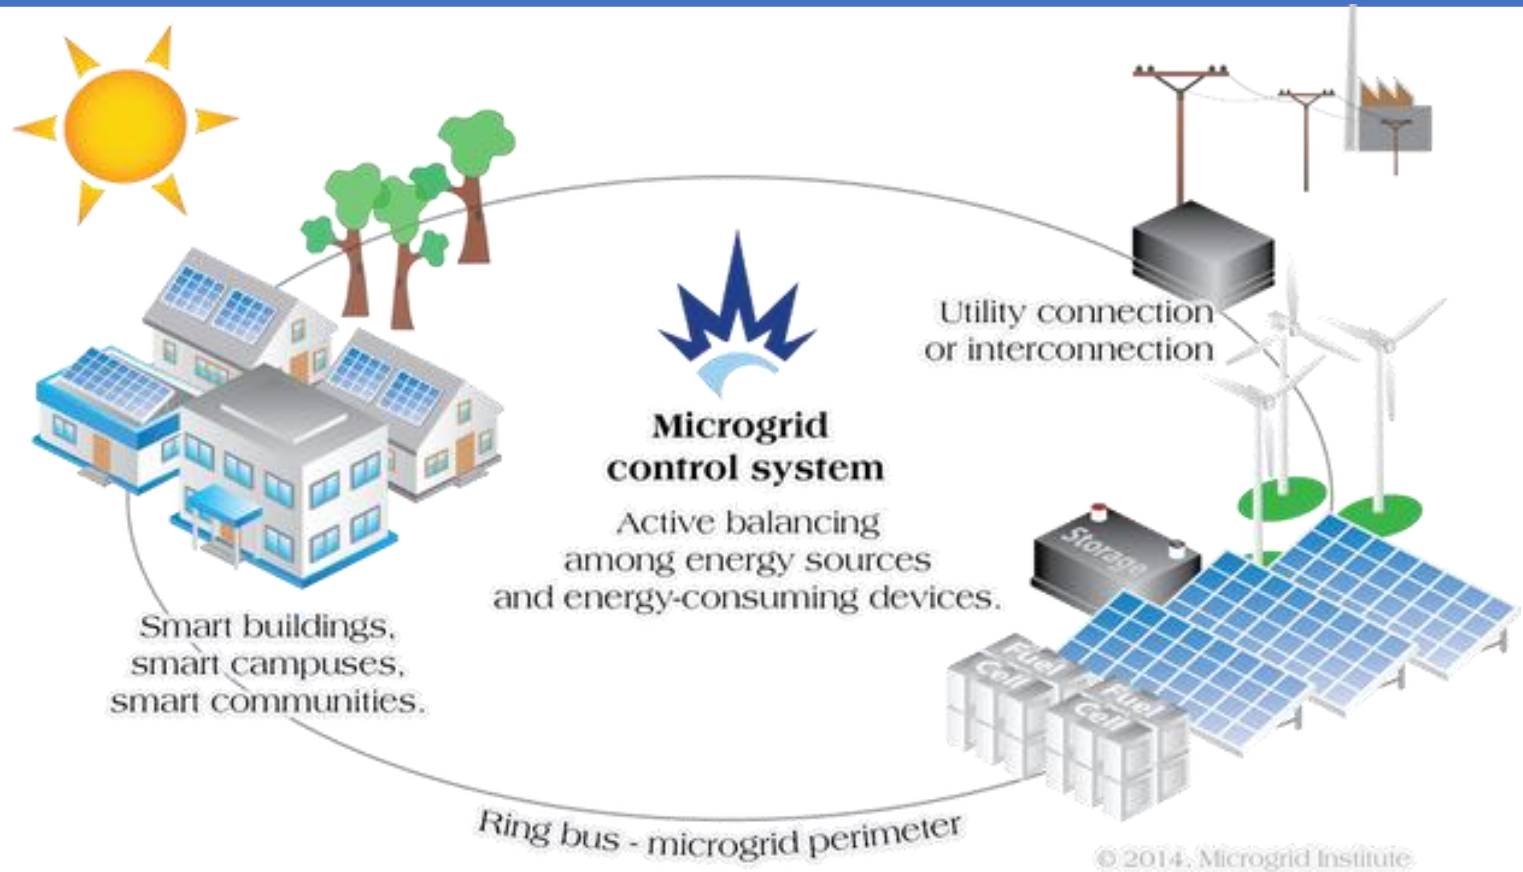 Utility connection
or interconnection
Microgrid
control system
Active balancing
among energy sources
and energy-consuming devices.
Storage
Smart buildings,
smart campuses,
smart communities.
Fuel
Cell
Fuel
Cell
Ring bus - microgrid perimeter
© 2014. Microgrid Institute